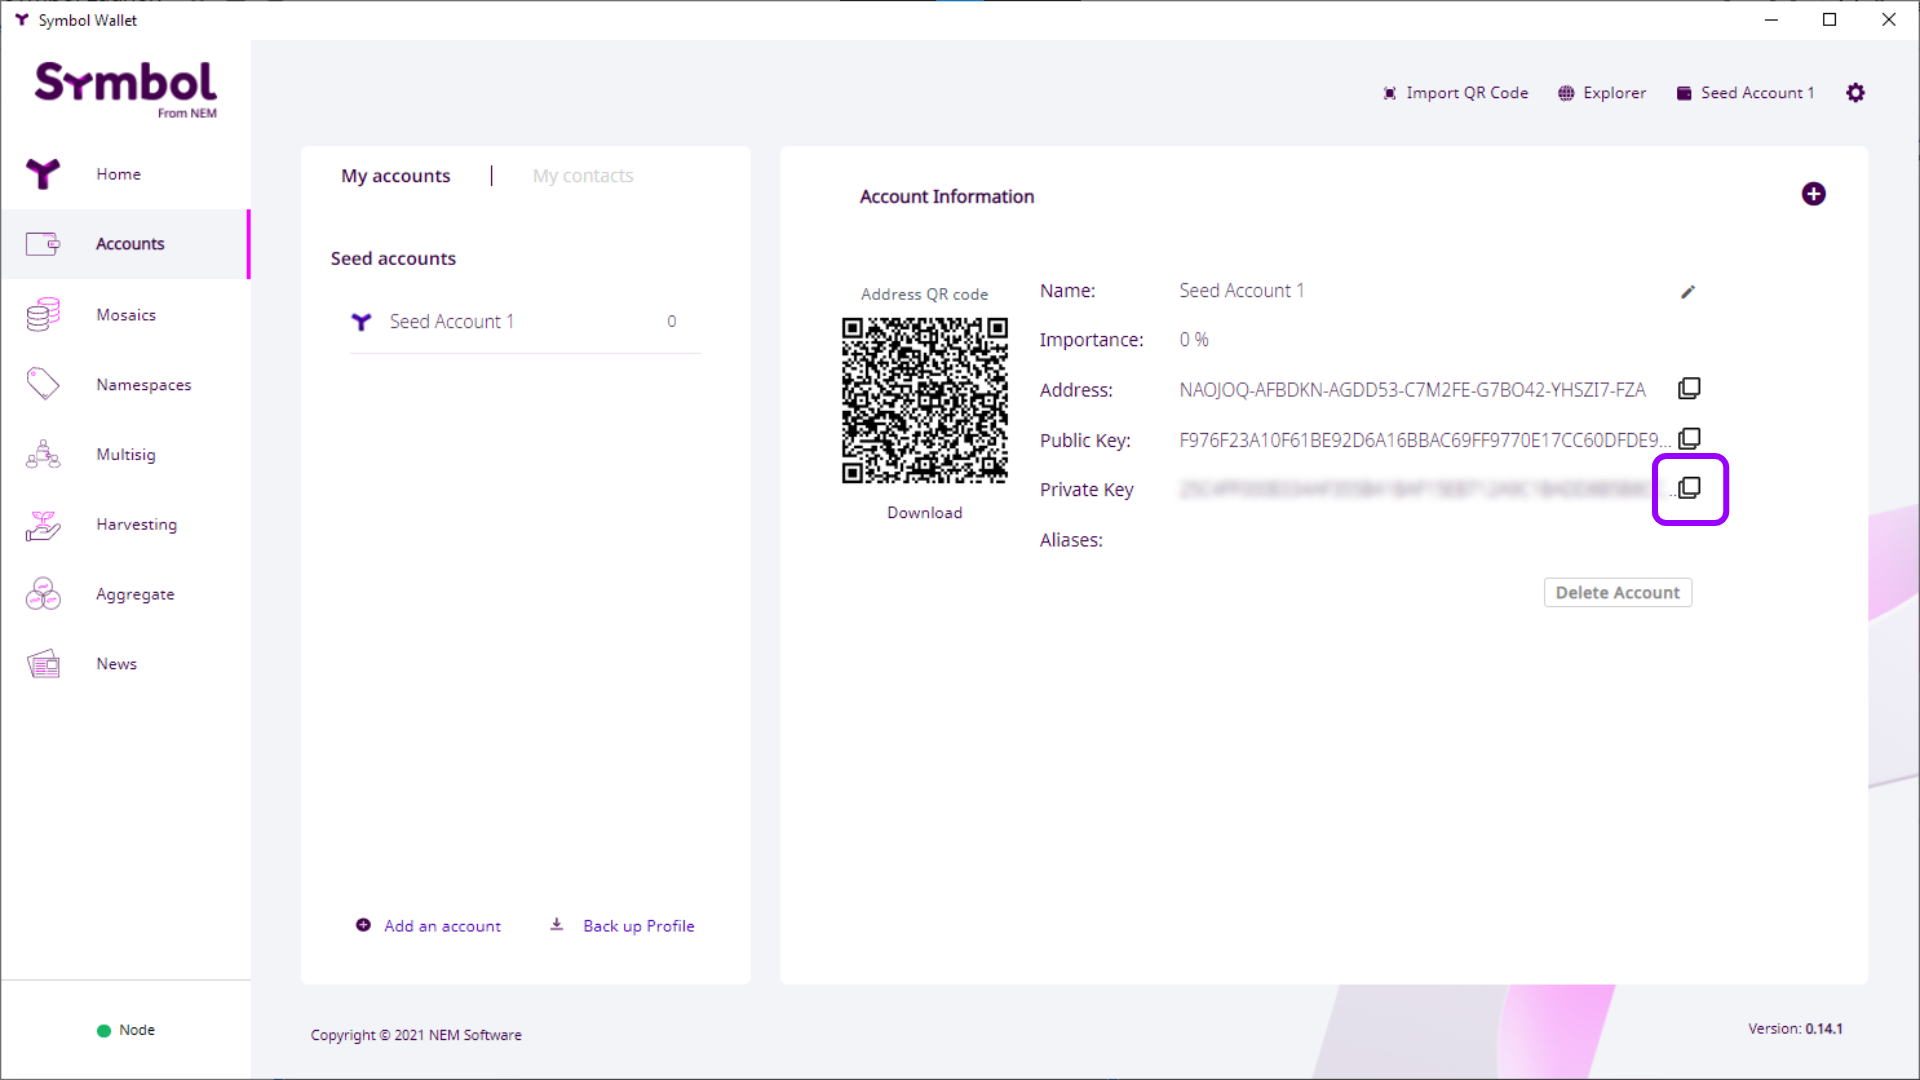 Symbol Wallet
Symbol
From NEM
Import QR Code
Explorer
Seed Account 1
Home
Accounts
Mosaics
Namespaces
Multisig
Harvesting
Aggregate
News
Node
My accounts
My contacts
Seed accounts
Seed Account 1 0
Add an account
Back up Profile
Account Information
Address QR code
Download
Name: Seed Account 1
Importance: 0 %
Address: NAOJOQ-AFBDKN-AGDD53-C7M2FE-G7BO42-YHSZI7-FZA
Public Key: F976F23A10F61BE92D6A16BBAC69FF9770E17CC60DFDE9...
Private Key
Aliases:
Delete Account
Copyright © 2021 NEM Software
Version: 0.14.1